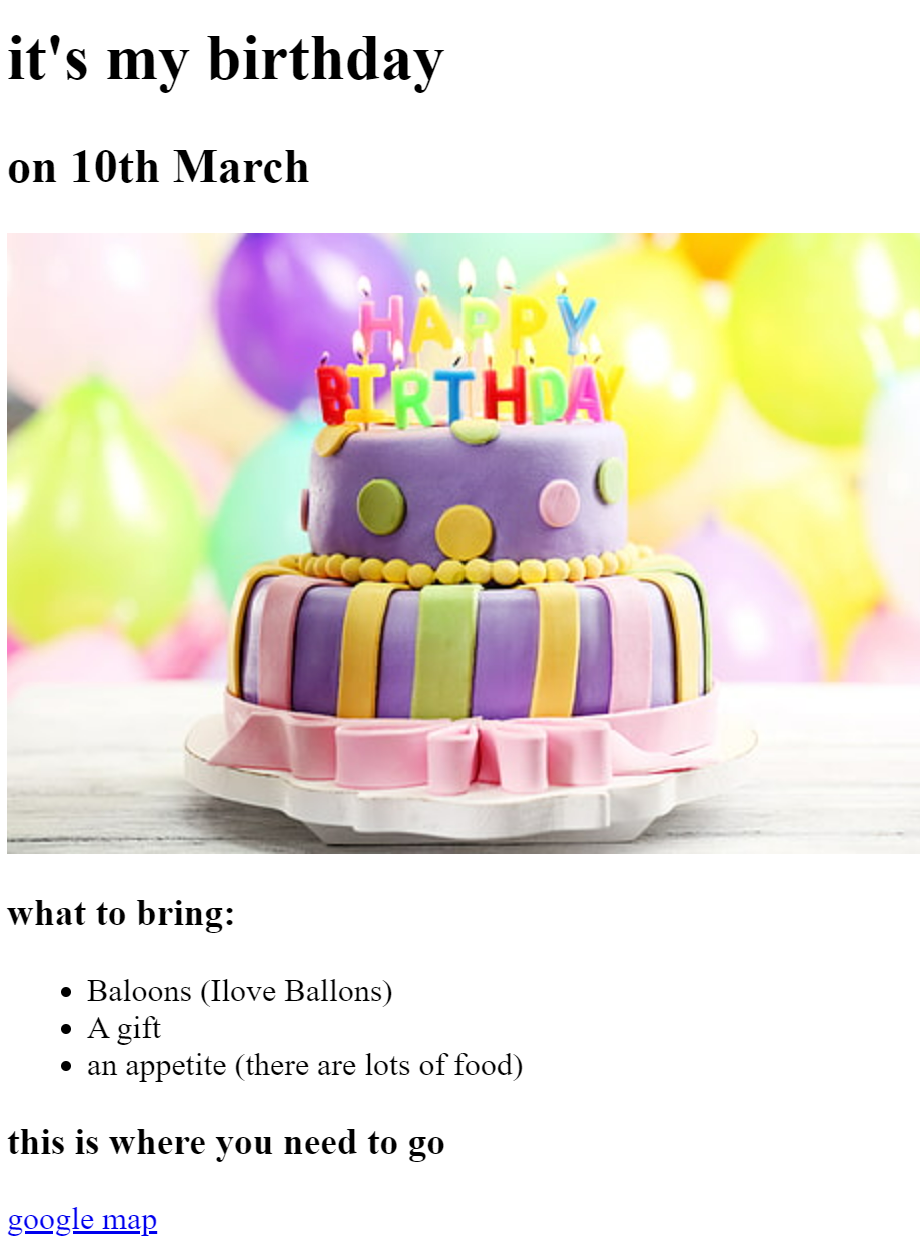 it's my birthday
on 10th March
HAPPY
BIRTHDAY
what to bring:
Baloons (Ilove Ballons)
A gift
an appetite (there are lots of food)
this is where you need to go
google map